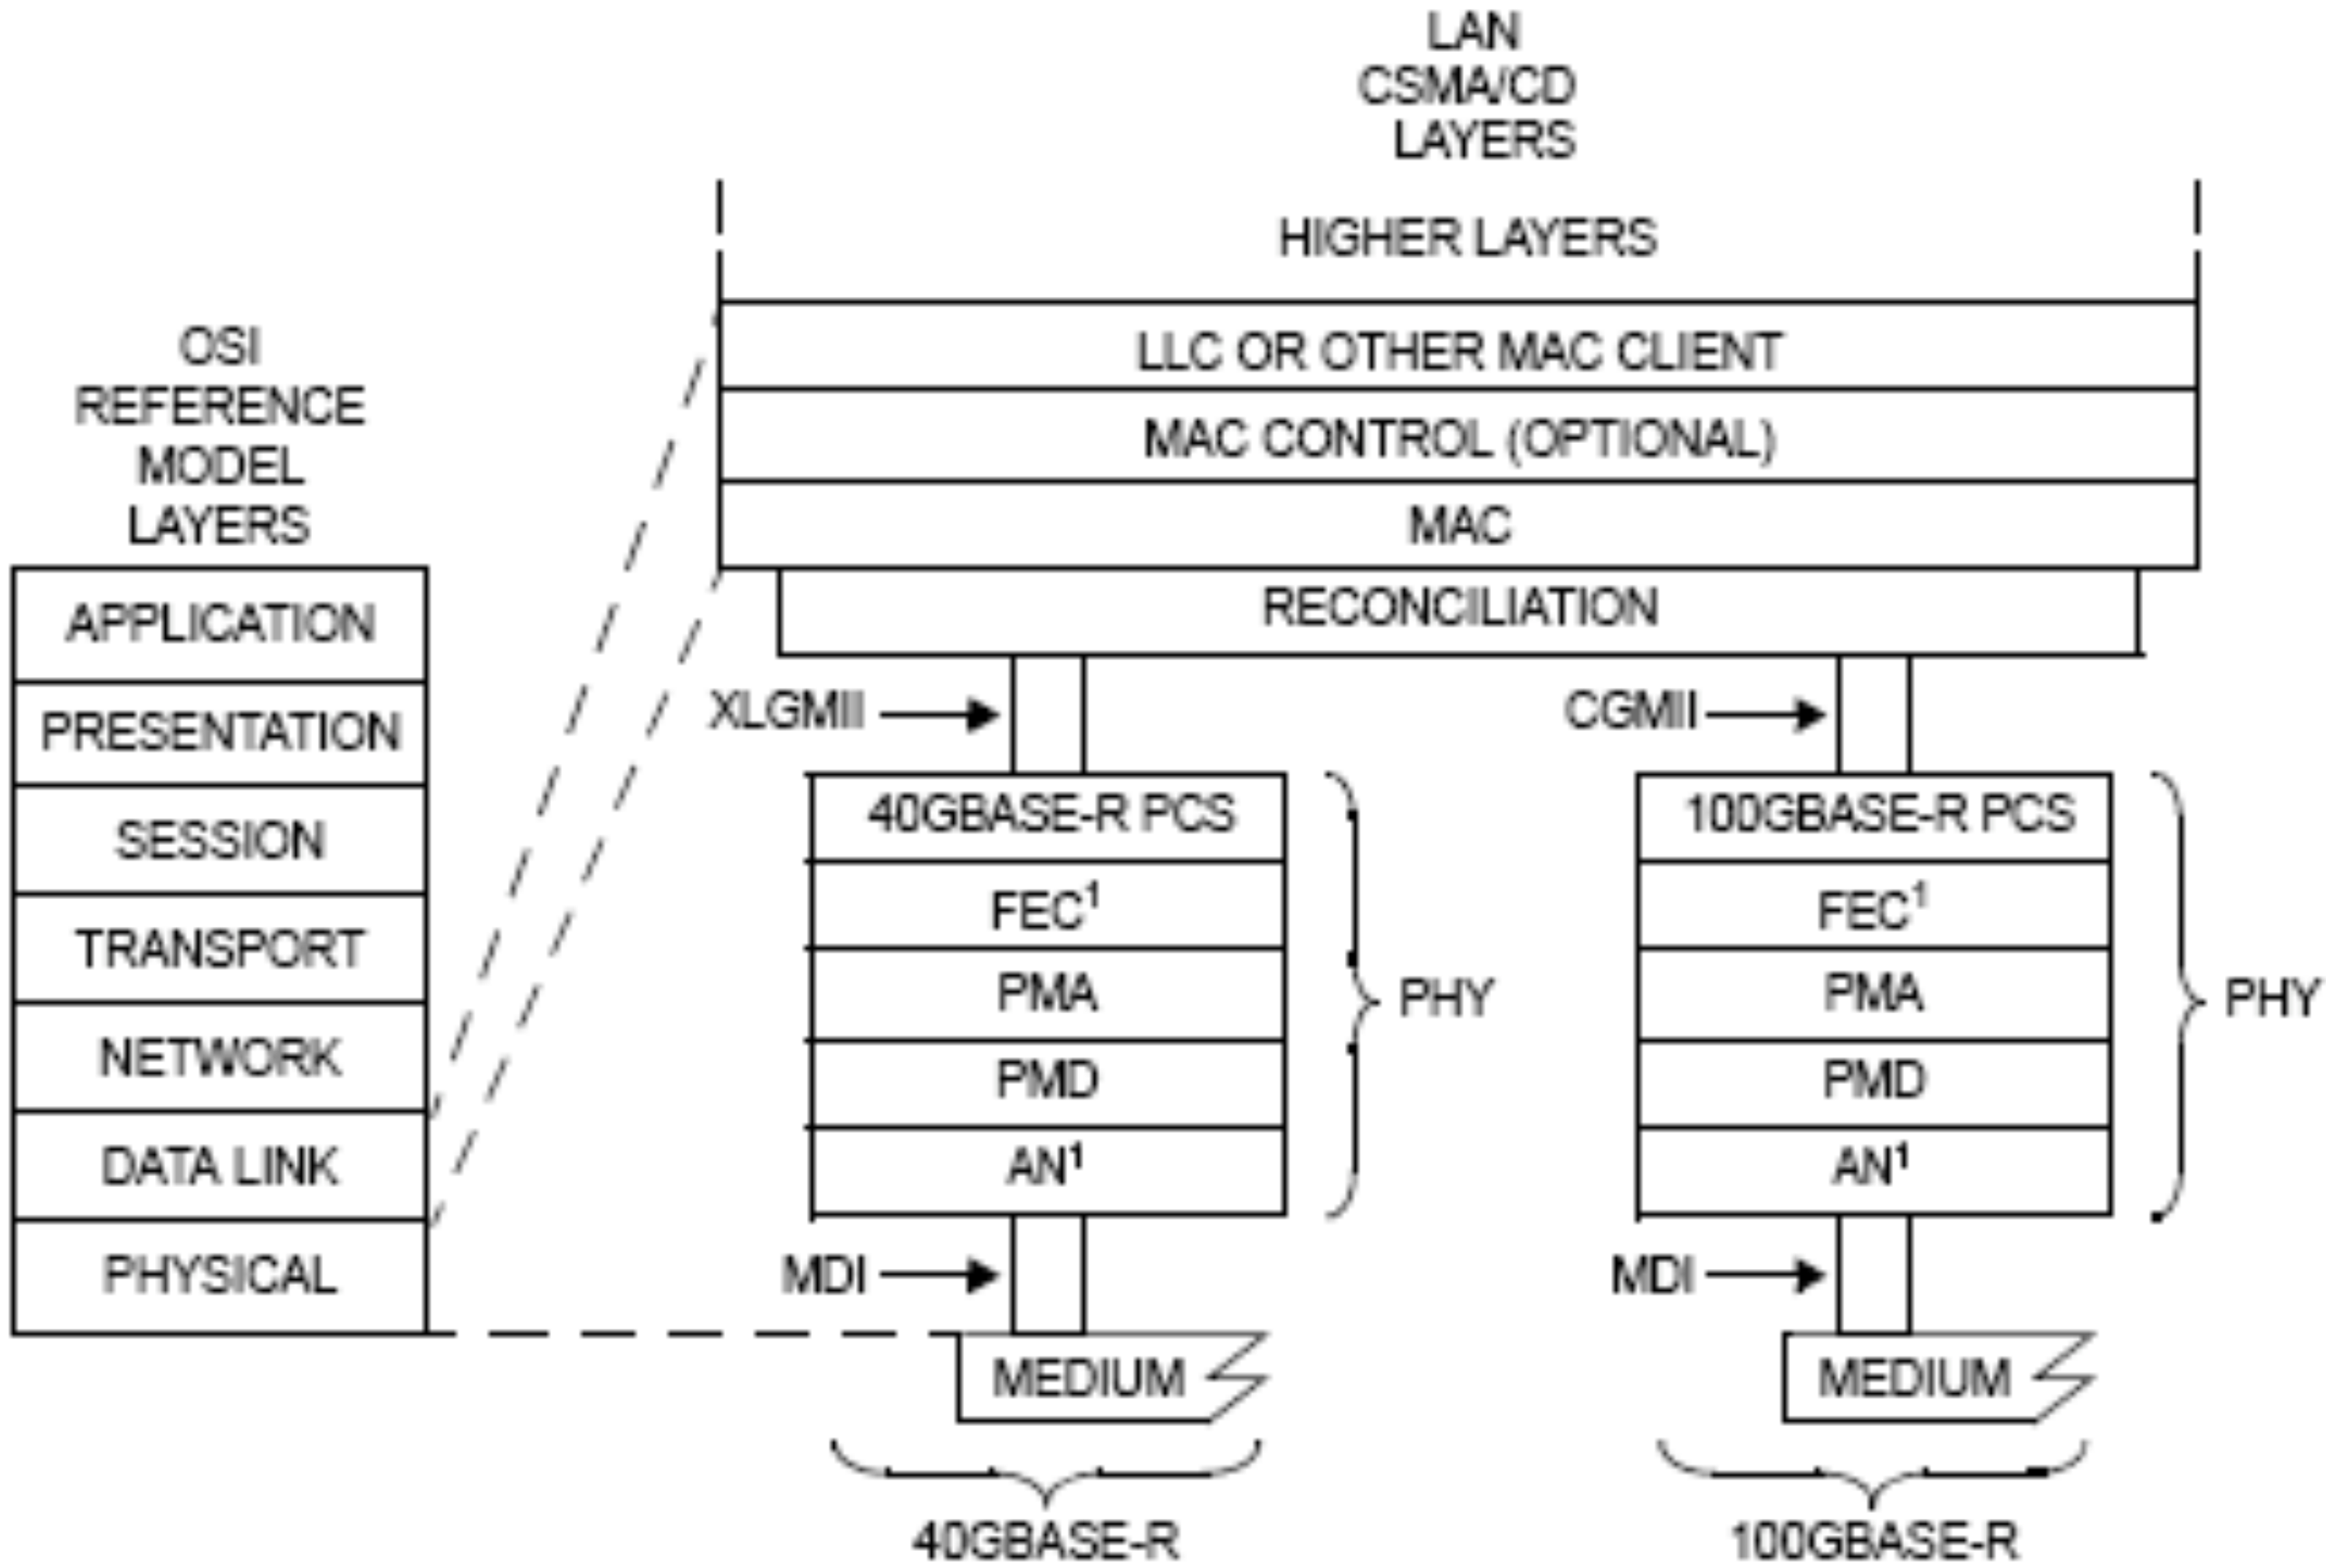 LAN
CSMA/CD
LAYERS
HIGHER LAYERS
LLC OR OTHER MAC CLIENT
MAC CONTROL (OPTIONAL)
MAC
RECONCILIATION
OSI
REFERENCE
MODEL
LAYERS
APPLICATION
PRESENTATION
SESSION
TRANSPORT
NETWORK
DATA LINK
PHYSICAL
XLGMII
40GBASE-R PCS
FEC¹
PMA
PMD
AN¹
PHY
MDI
MEDIUM
40GBASE-R
CGMII
100GBASE-R PCS
FEC¹
PMA
PMD
AN¹
PHY
MDI
MEDIUM
100GBASE-R